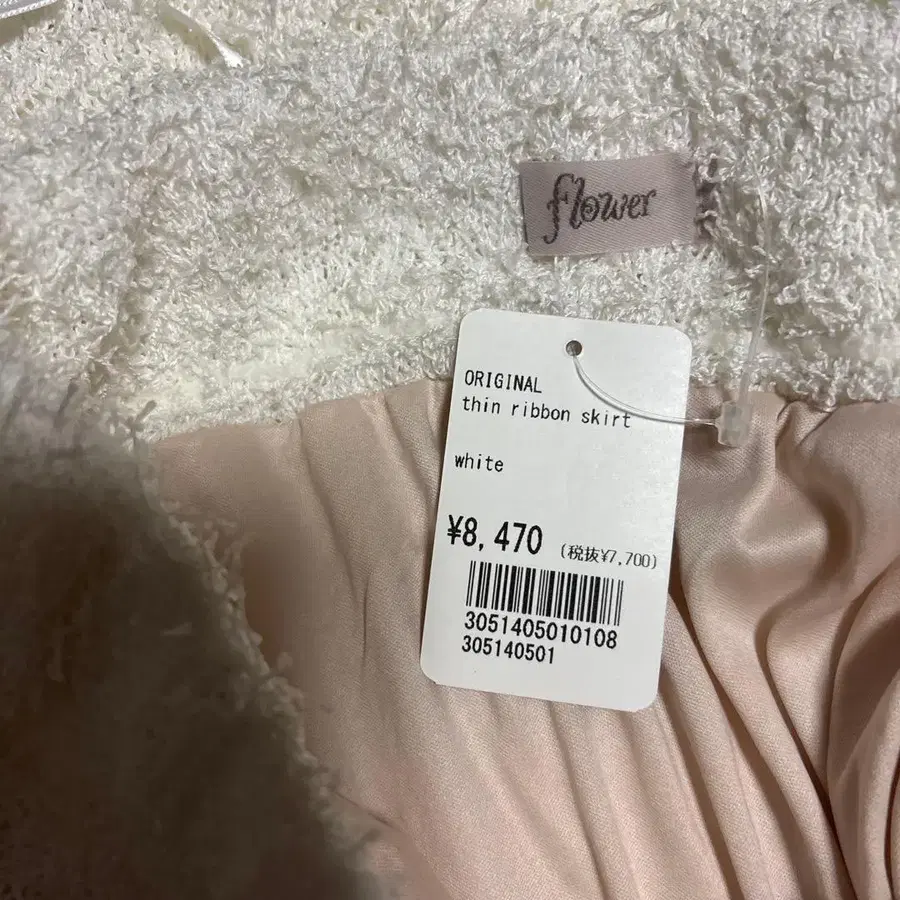 flower
ORIGINAL
thin ribbon skirt
white
¥8,470 (税抜¥7,700)
3051405010108
305140501